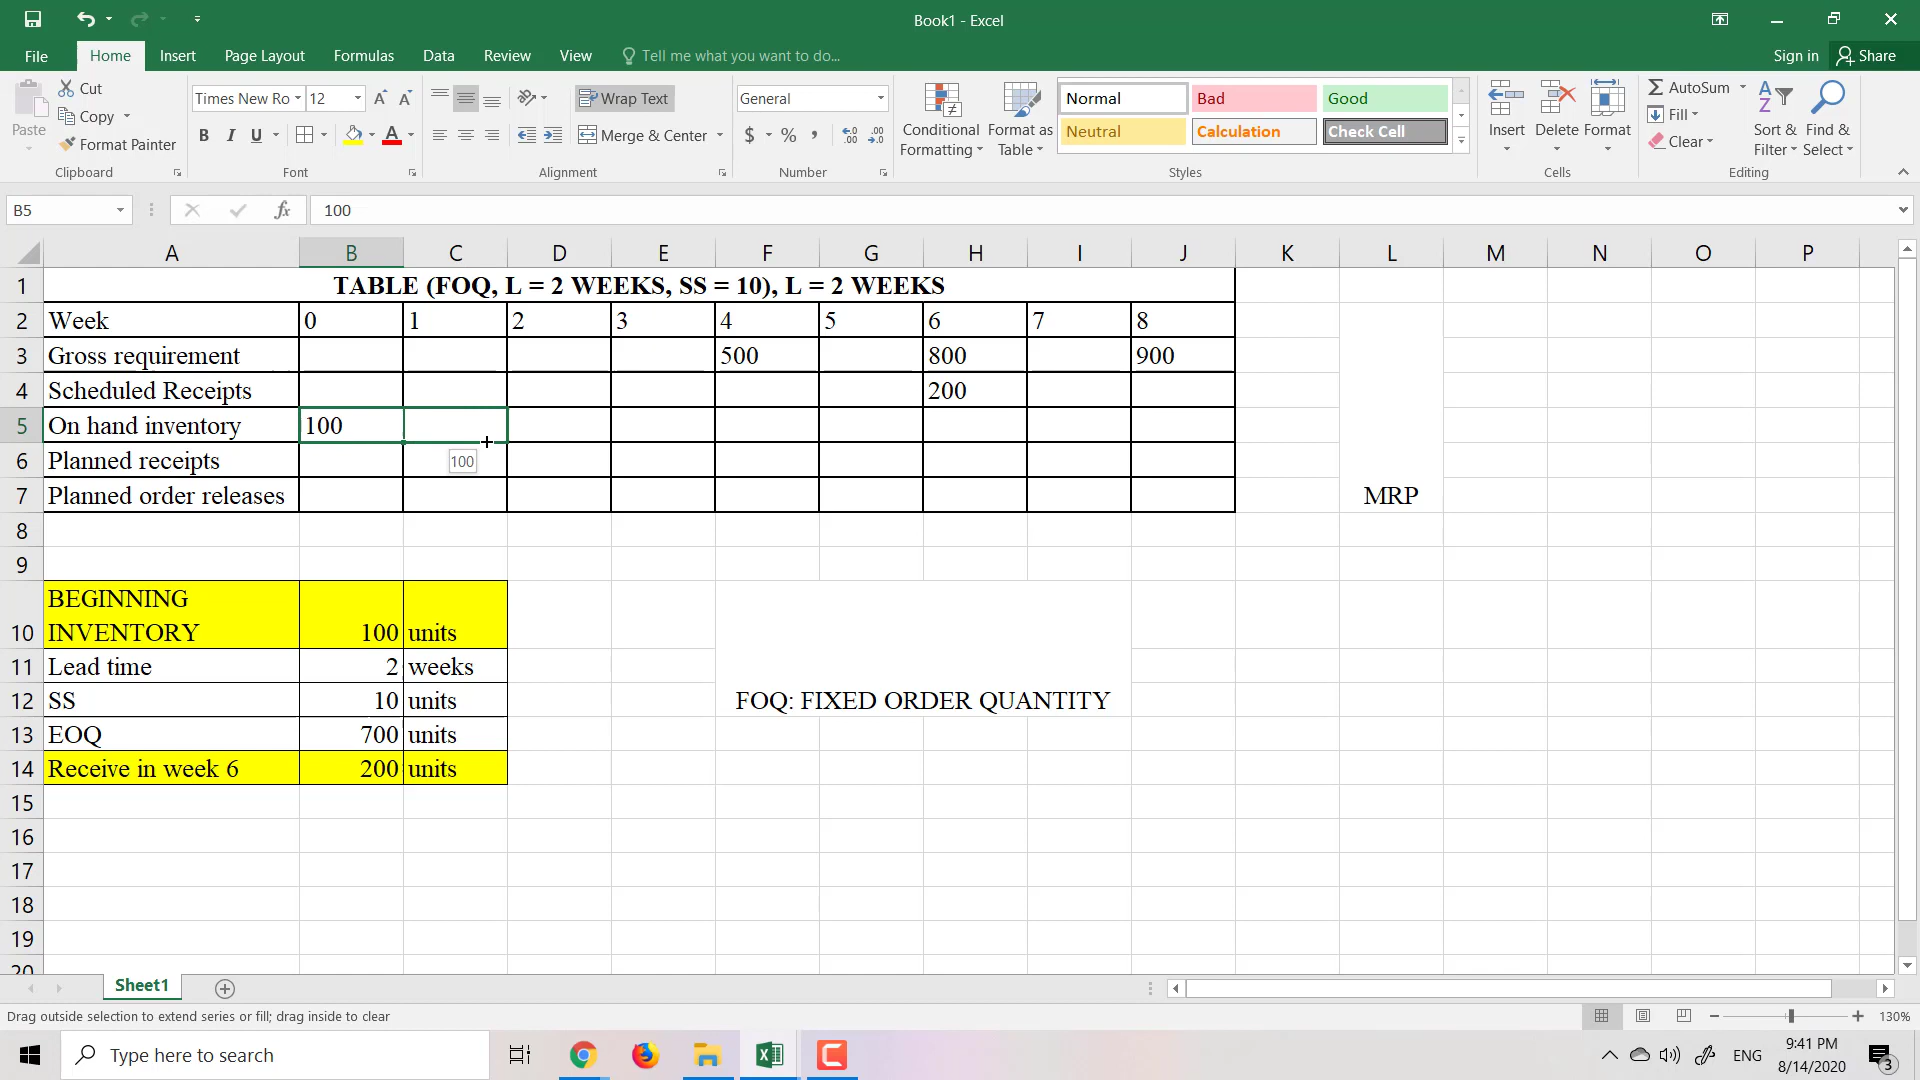 Book1 - Excel
File Home Insert Page Layout Formulas Data Review View Tell me what you want to do... Sign in Share
Paste Cut Copy Format Painter Clipboard
Times New Ro 12 A A B I U A Font
Wrap Text Merge & Center Alignment
General $ % , Number
Conditional Formatting Format as Table
Normal Bad Good
Neutral Calculation Check Cell
Styles
Insert Delete Format Cells
AutoSum Fill Clear Sort & Filter Find & Select Editing
B5 fx 100
A B C D E F G H I J K L M N O P
1 TABLE (FOQ, L = 2 WEEKS, SS = 10), L = 2 WEEKS
2 Week 0 1 2 3 4 5 6 7 8
3 Gross requirement 500 800 900
4 Scheduled Receipts 200
5 On hand inventory 100
6 Planned receipts 100
7 Planned order releases MRP
8
9
BEGINNING
10 INVENTORY 100 units
11 Lead time 2 weeks
12 SS 10 units FOQ: FIXED ORDER QUANTITY
13 EOQ 700 units
14 Receive in week 6 200 units
15
16
17
18
19
20
Sheet1
Drag outside selection to extend series or fill; drag inside to clear 130%
Type here to search ENG 9:41 PM
8/14/2020 3